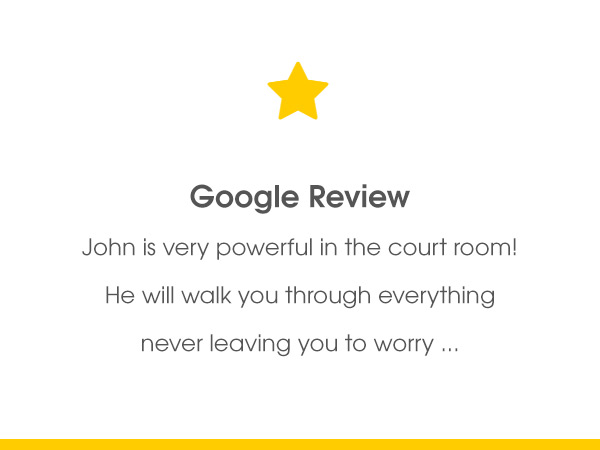 Google Review
John is very powerful in the court room!
He will walk you through everything
never leaving you to worry ...